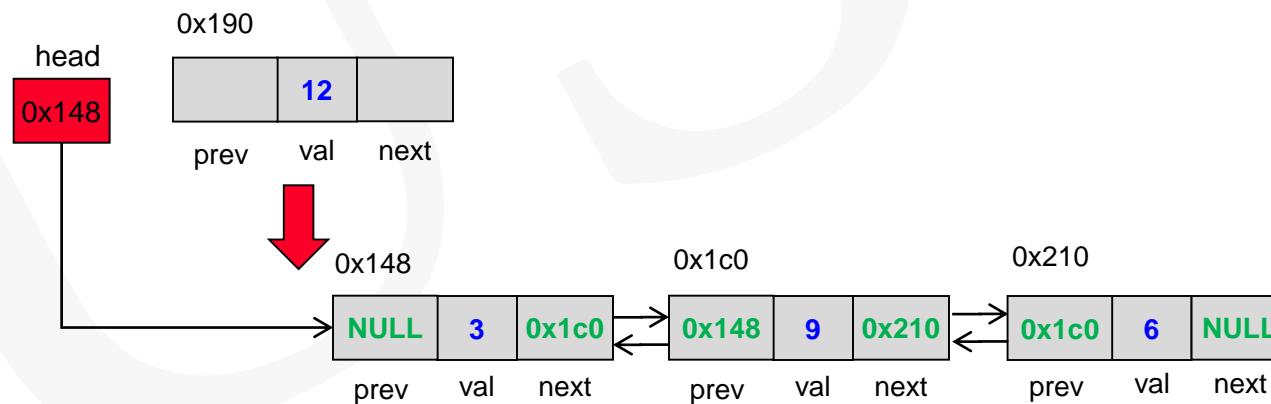 0x190
head
12
0x148
prev val next
0x148 0x1c0 0x210
NULL 3 0x1c0 0x148 9 0x210 0x1c0 6 NULL
prev val next prev val next prev val next